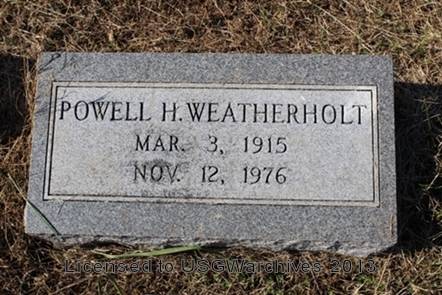 POWELL H. WEATHERHOLT
MAR. 3, 1915
NOV. 12, 1976
Licensed to USGWarchives 2013